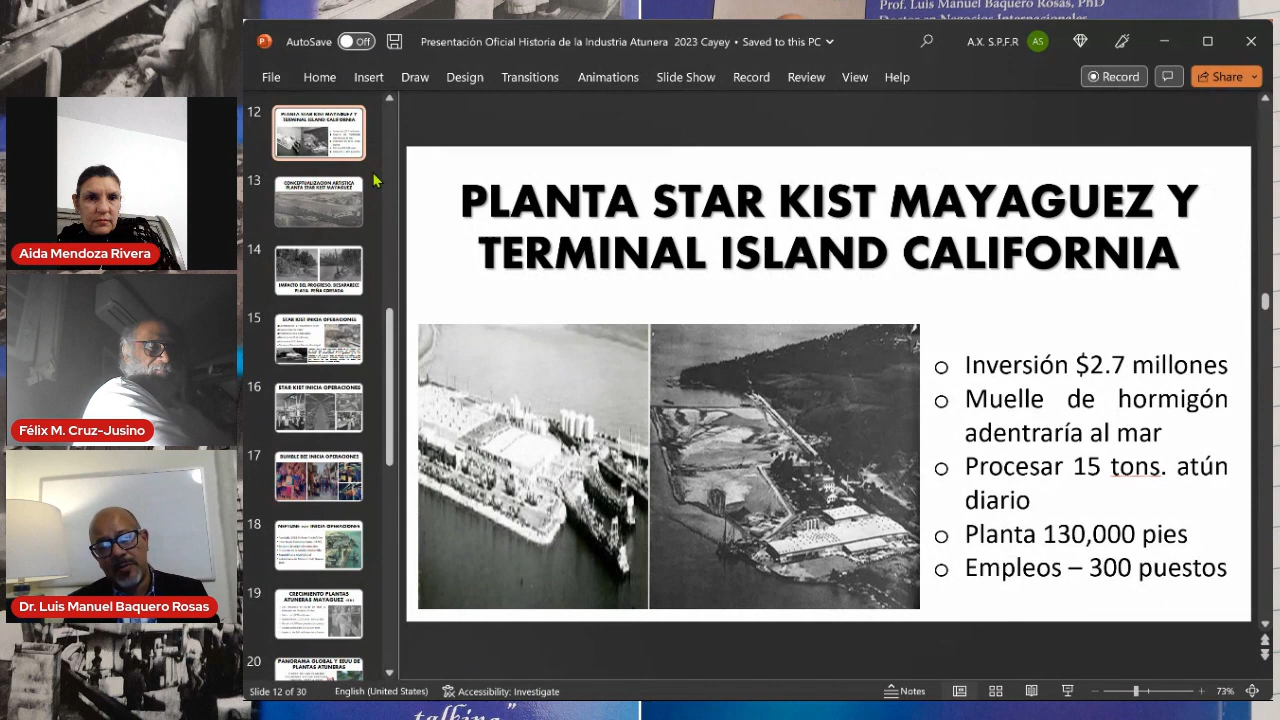 Prof. Luis Manuel Baquero Rosas, PhD
Doctor en Negocios Internacionales
AutoSave Off Presentación Oficial Historia de la Industria Atunera 2023 Cayey • Saved to this PC A.X. S.P.F.R AS
File Home Insert Draw Design Transitions Animations Slide Show Record Review View Help Record Share
Aida Mendoza Rivera
Félix M. Cruz-Jusino
Dr. Luis Manuel Baquero Rosas
12
PLANTA STAR KIST MAYAGUEZ Y
TERMINAL ISLAND CALIFORNIA
13
CONCEPTUALIZACION ARTISTICA
PLANTA STAR KIST MAYAGUEZ
14
IMPACTO DEL PROGRESO, DESAPARECE
PLAYA PEÑA CORTADA
15
STAR KIST INICIA OPERACIONES
16
STAR KIST INICIA OPERACIONES
17
BUMBLE BEE INICIA OPERACIONES
18
NEPTUNE INICIA OPERACIONES
19
CRECIMIENTO PLANTAS
ATUNERAS MAYAGUEZ
20
PANORAMA GLOBAL Y EEUU DE
PLANTAS ATUNERAS
PLANTA STAR KIST MAYAGUEZ Y
TERMINAL ISLAND CALIFORNIA
Inversión $2.7 millones
Muelle de hormigón
adentraría al mar
Procesar 15 tons. atún
diario
Planta 130,000 pies
Empleos – 300 puestos
Slide 12 of 30 English (United States) Accessibility: Investigate Notes 73%
talking"